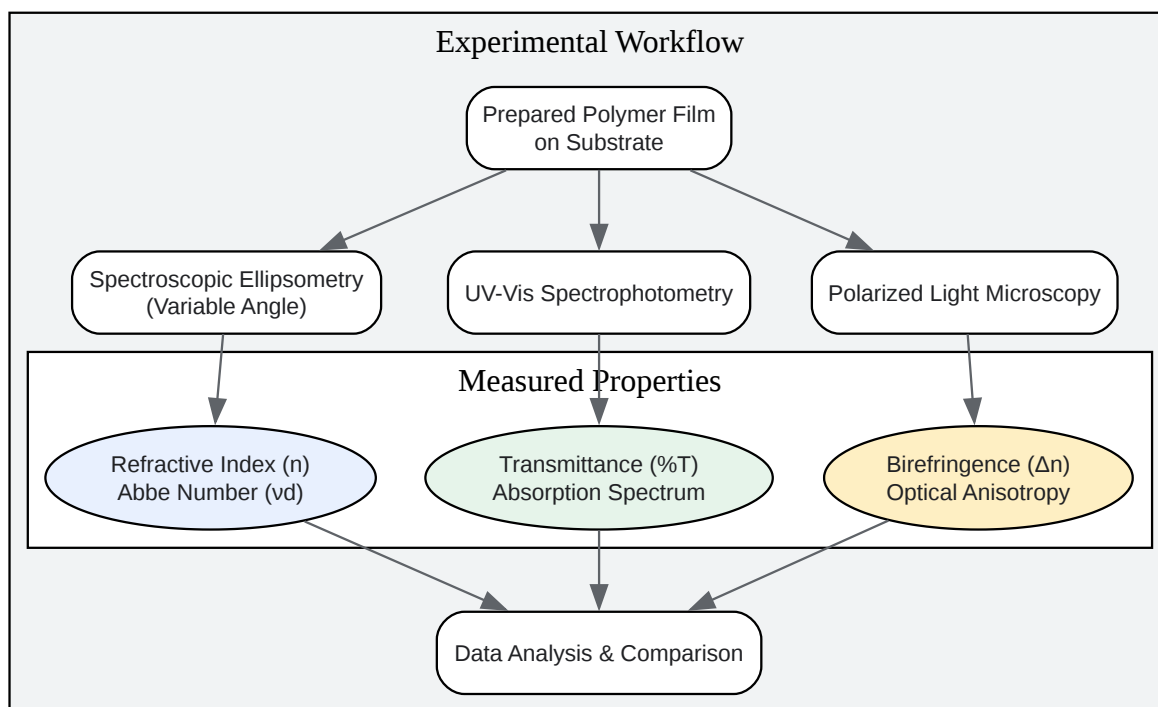 Experimental Workflow
Prepared Polymer Film
on Substrate
Spectroscopic Ellipsometry
(Variable Angle)
UV-Vis Spectrophotometry
Polarized Light Microscopy
Measured Properties
Refractive Index (n)
Abbe Number (νd)
Transmittance (%T)
Absorption Spectrum
Birefringence (Δn)
Optical Anisotropy
Data Analysis & Comparison